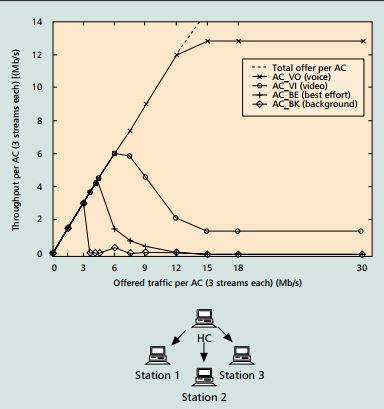 14
12
10
8
6
4
2
0
Throughput per AC (3 streams each) [(Mb/s)
Total offer per AC
AC_VO (voice)
AC_VI (video)
AC_BE (best effort)
AC_BK (background)
0 3 6 9 12 15 18 30
Offered traffic per AC (3 streams each) (Mb/s)
HC
Station 1 Station 3
Station 2